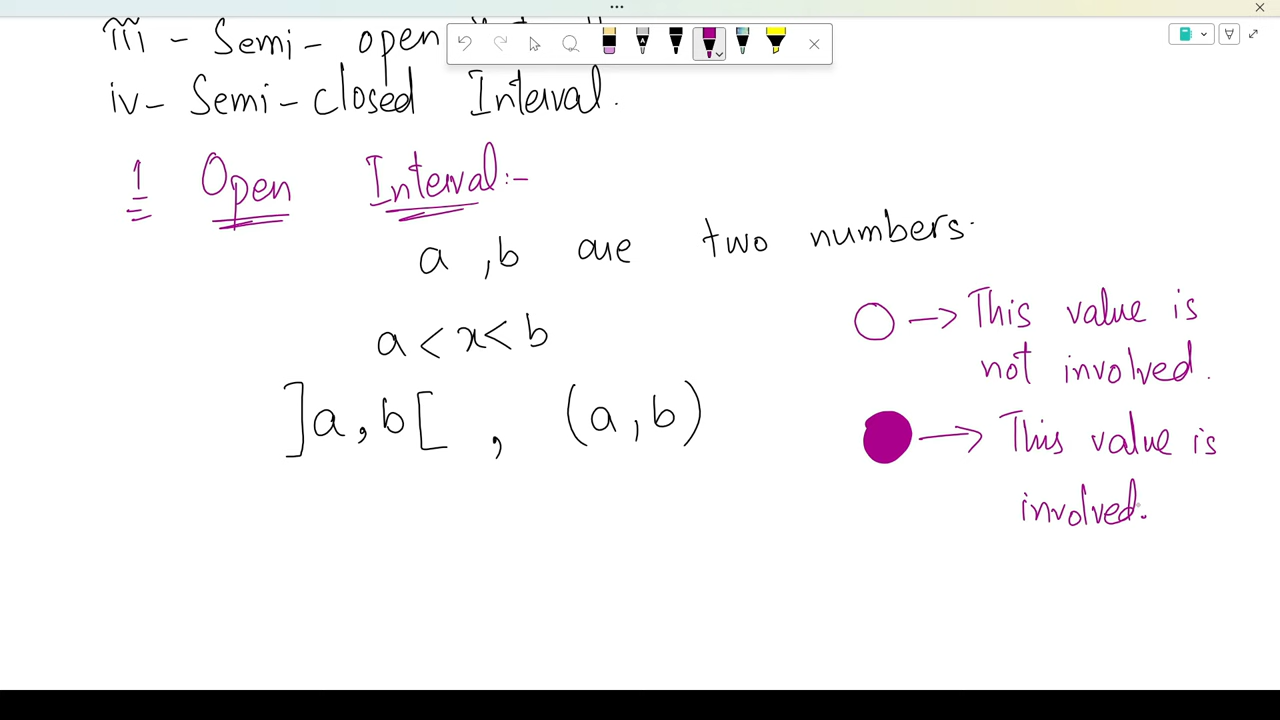 iii - Semi - open
iv - Semi - closed Interval.
1 Open Interval :-
a , b are two numbers.
a < x < b
]a, b[ , (a, b)
○ → This value is
not involved.
● → This value is
involved.